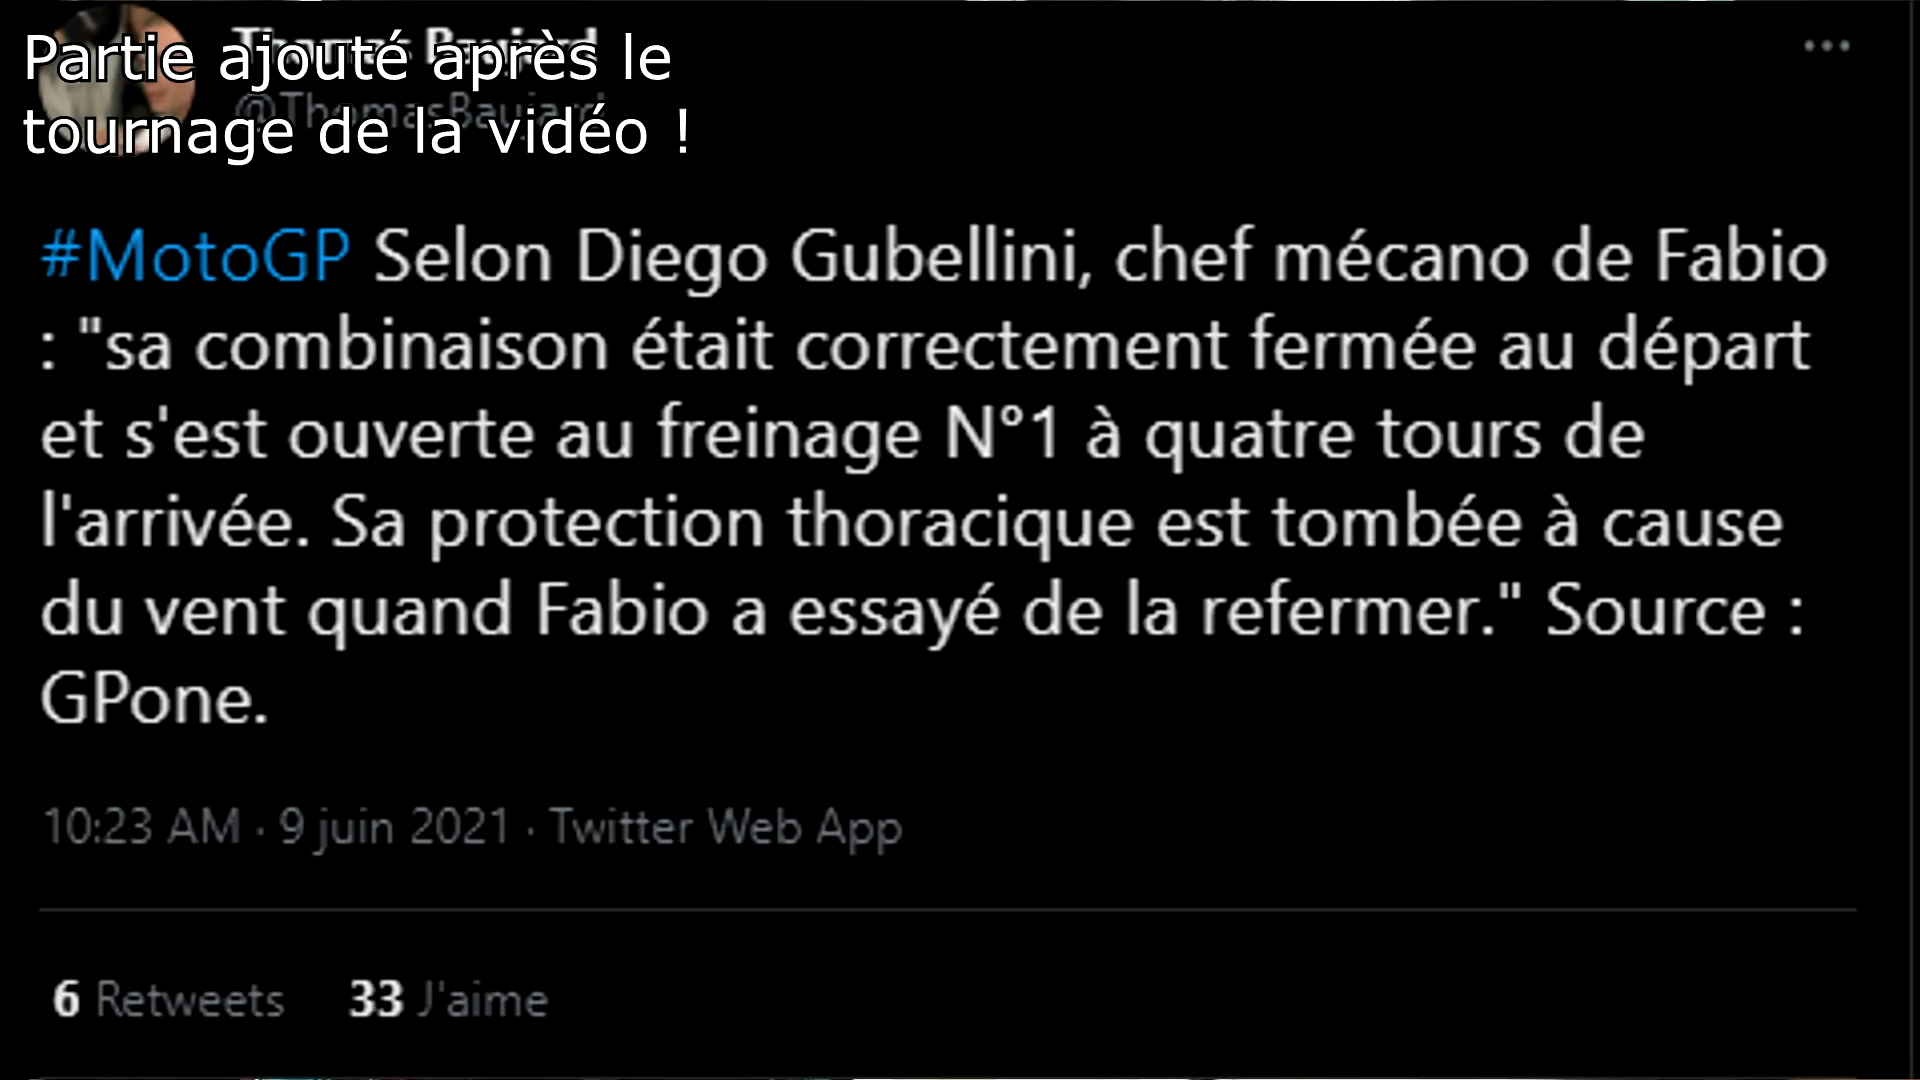 Partie ajouté après le
tournage de la vidéo !
Thomas Baujard
@ThomasBaujard
#MotoGP Selon Diego Gubellini, chef mécano de Fabio
: "sa combinaison était correctement fermée au départ
et s'est ouverte au freinage N°1 à quatre tours de
l'arrivée. Sa protection thoracique est tombée à cause
du vent quand Fabio a essayé de la refermer." Source :
GPone.
10:23 AM · 9 juin 2021 · Twitter Web App
6 Retweets 33 J'aime